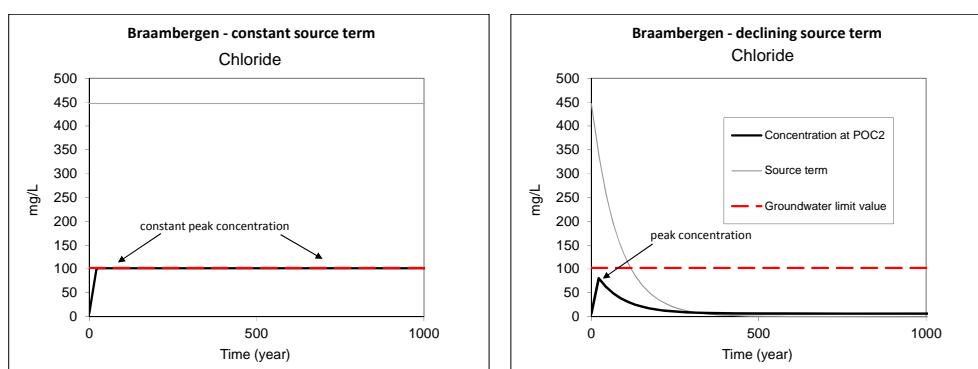 Braambergen - constant source term
Chloride
500
450
400
350
300
250
200
150
100
50
0
mg/L
constant peak concentration
0
500
1000
Time (year)
Braambergen - declining source term
Chloride
500
450
400
350
300
250
200
150
100
50
0
mg/L
Concentration at POC2
Source term
Groundwater limit value
peak concentration
0
500
1000
Time (year)